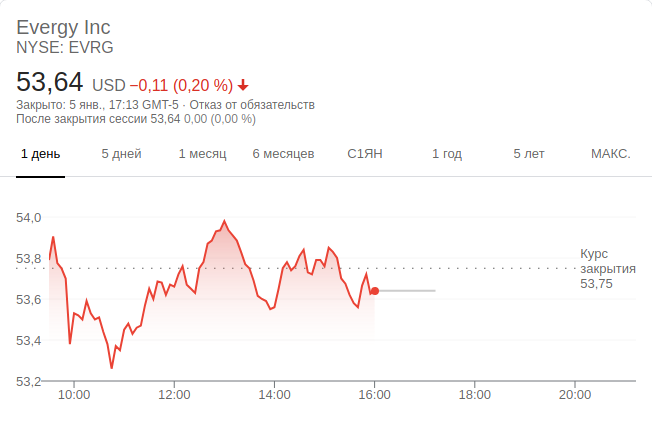 Evergy Inc
NYSE: EVRG
53,64 USD −0,11 (0,20 %)
Закрыто: 5 янв., 17:13 GMT-5 · Отказ от обязательств
После закрытия сессии 53,64 0,00 (0,00 %)
1 день 5 дней 1 месяц 6 месяцев С1ЯН 1 год 5 лет МАКС.
54,0
53,8
53,6
53,4
53,2
Курс
закрытия
53,75
10:00 12:00 14:00 16:00 18:00 20:00